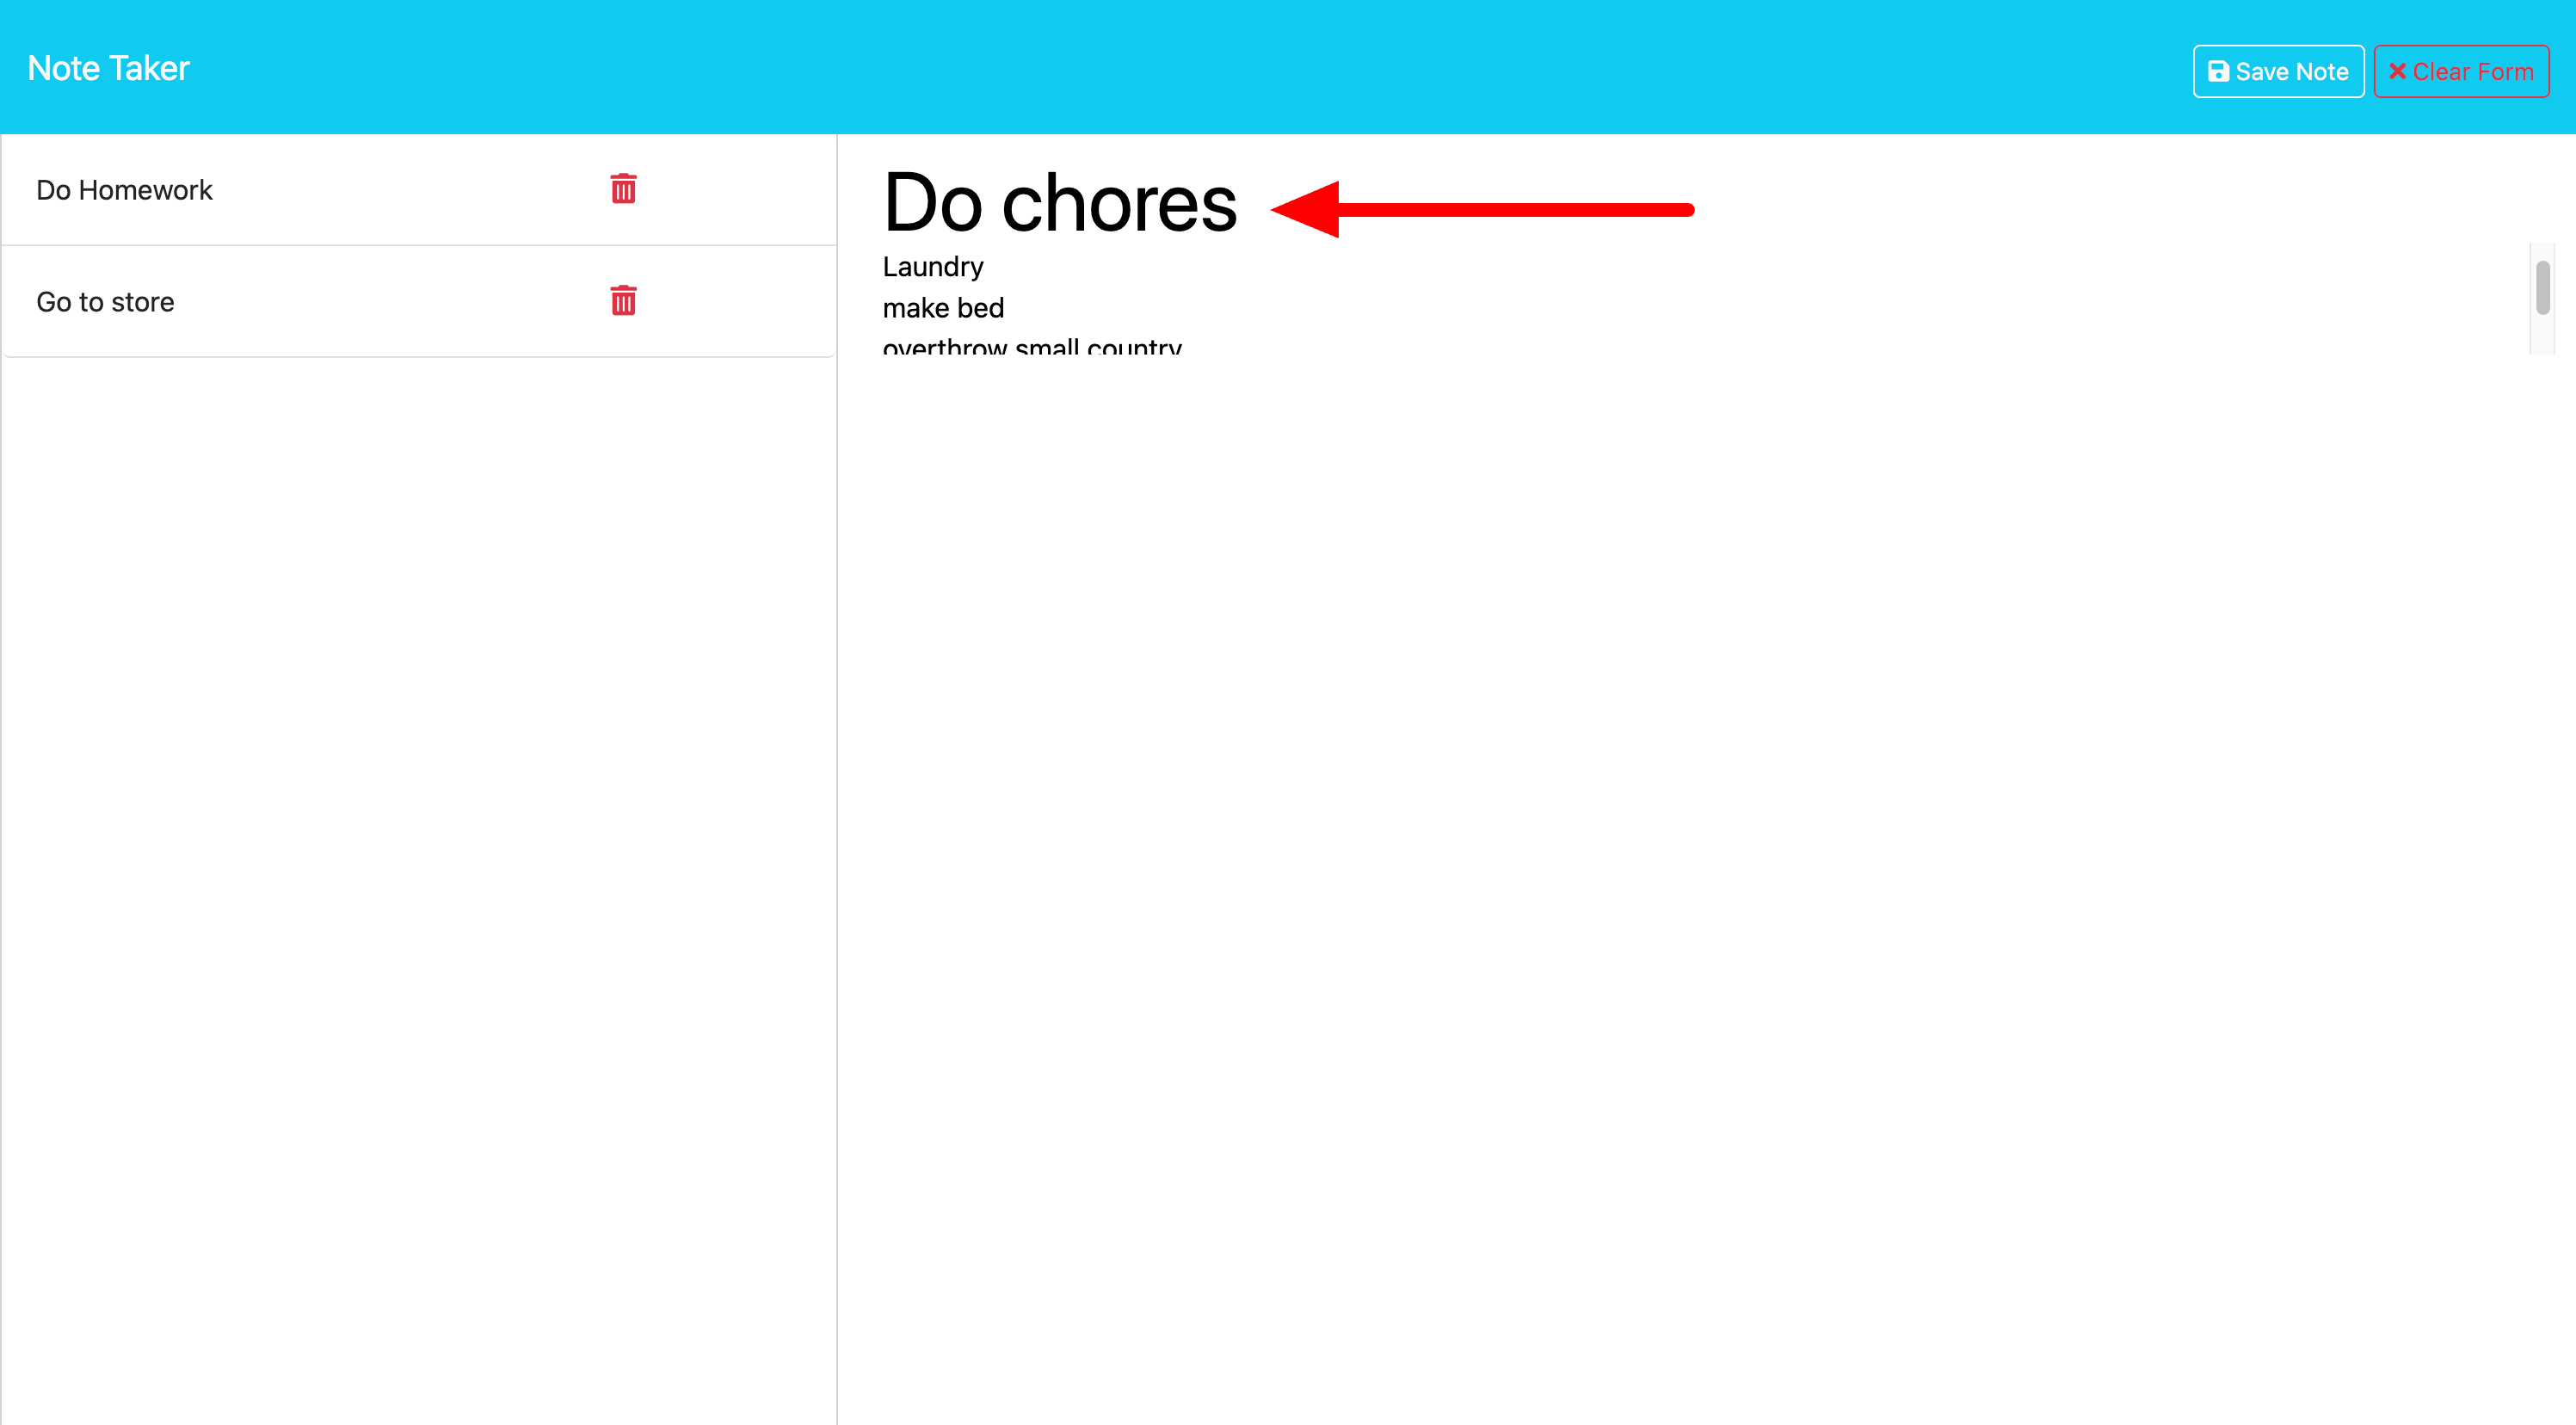 Note Taker
Save Note
Clear Form
Do Homework
Go to store
Do chores
Laundry
make bed
overthrow small country